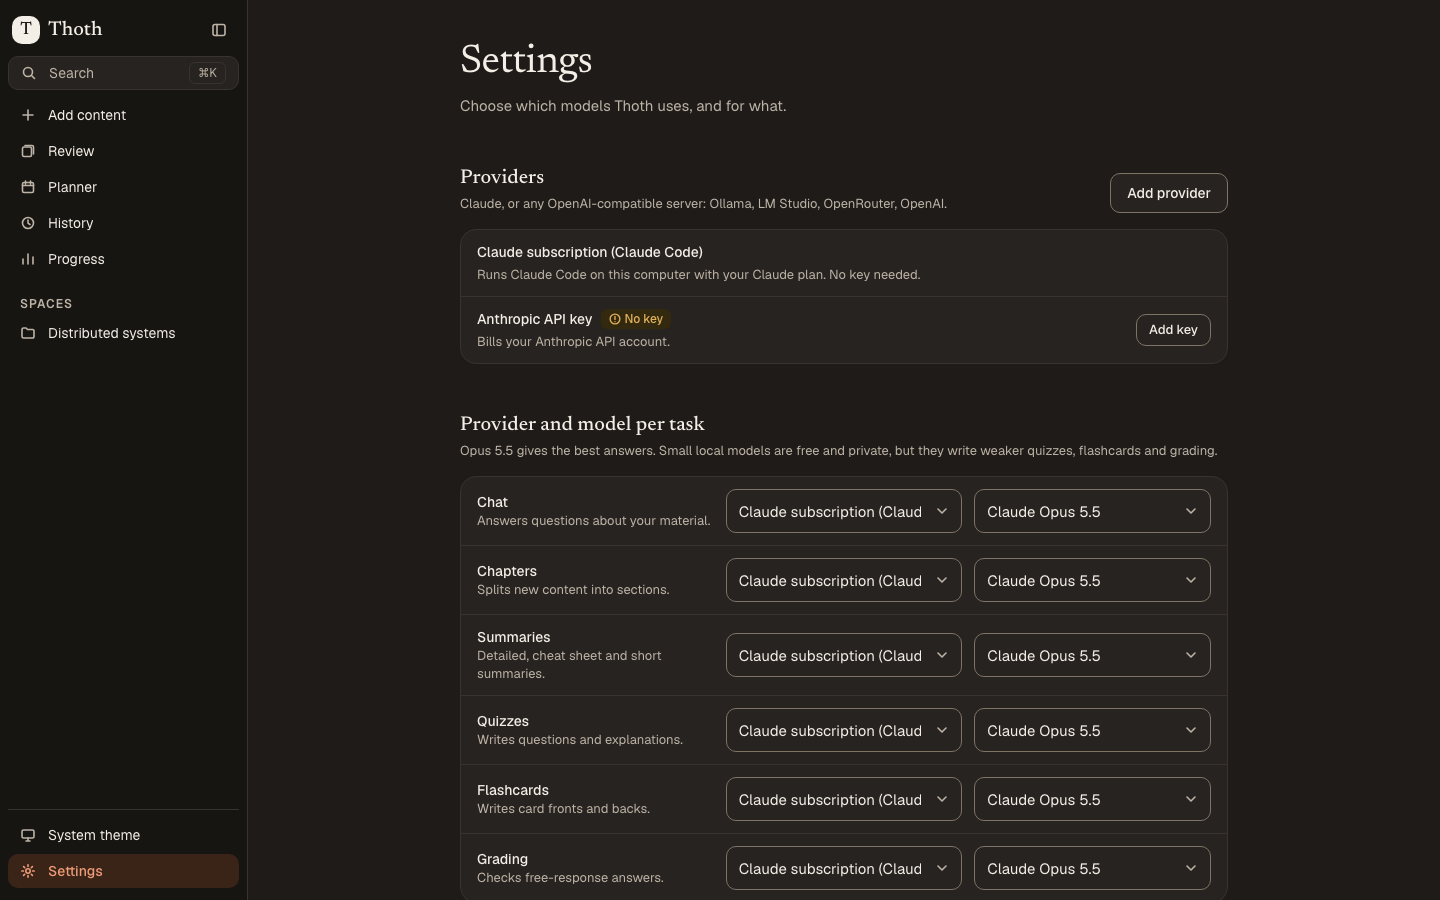 T Thoth
Search ⌘K
Add content
Review
Planner
History
Progress
SPACES
Distributed systems
System theme
Settings
Settings
Choose which models Thoth uses, and for what.
Providers
Claude, or any OpenAI-compatible server: Ollama, LM Studio, OpenRouter, OpenAI.
Add provider
Claude subscription (Claude Code)
Runs Claude Code on this computer with your Claude plan. No key needed.
Anthropic API key No key
Bills your Anthropic API account.
Add key
Provider and model per task
Opus 5.5 gives the best answers. Small local models are free and private, but they write weaker quizzes, flashcards and grading.
Chat
Answers questions about your material.
Claude subscription (Claud
Claude Opus 5.5
Chapters
Splits new content into sections.
Claude subscription (Claud
Claude Opus 5.5
Summaries
Detailed, cheat sheet and short
summaries.
Claude subscription (Claud
Claude Opus 5.5
Quizzes
Writes questions and explanations.
Claude subscription (Claud
Claude Opus 5.5
Flashcards
Writes card fronts and backs.
Claude subscription (Claud
Claude Opus 5.5
Grading
Checks free-response answers.
Claude subscription (Claud
Claude Opus 5.5